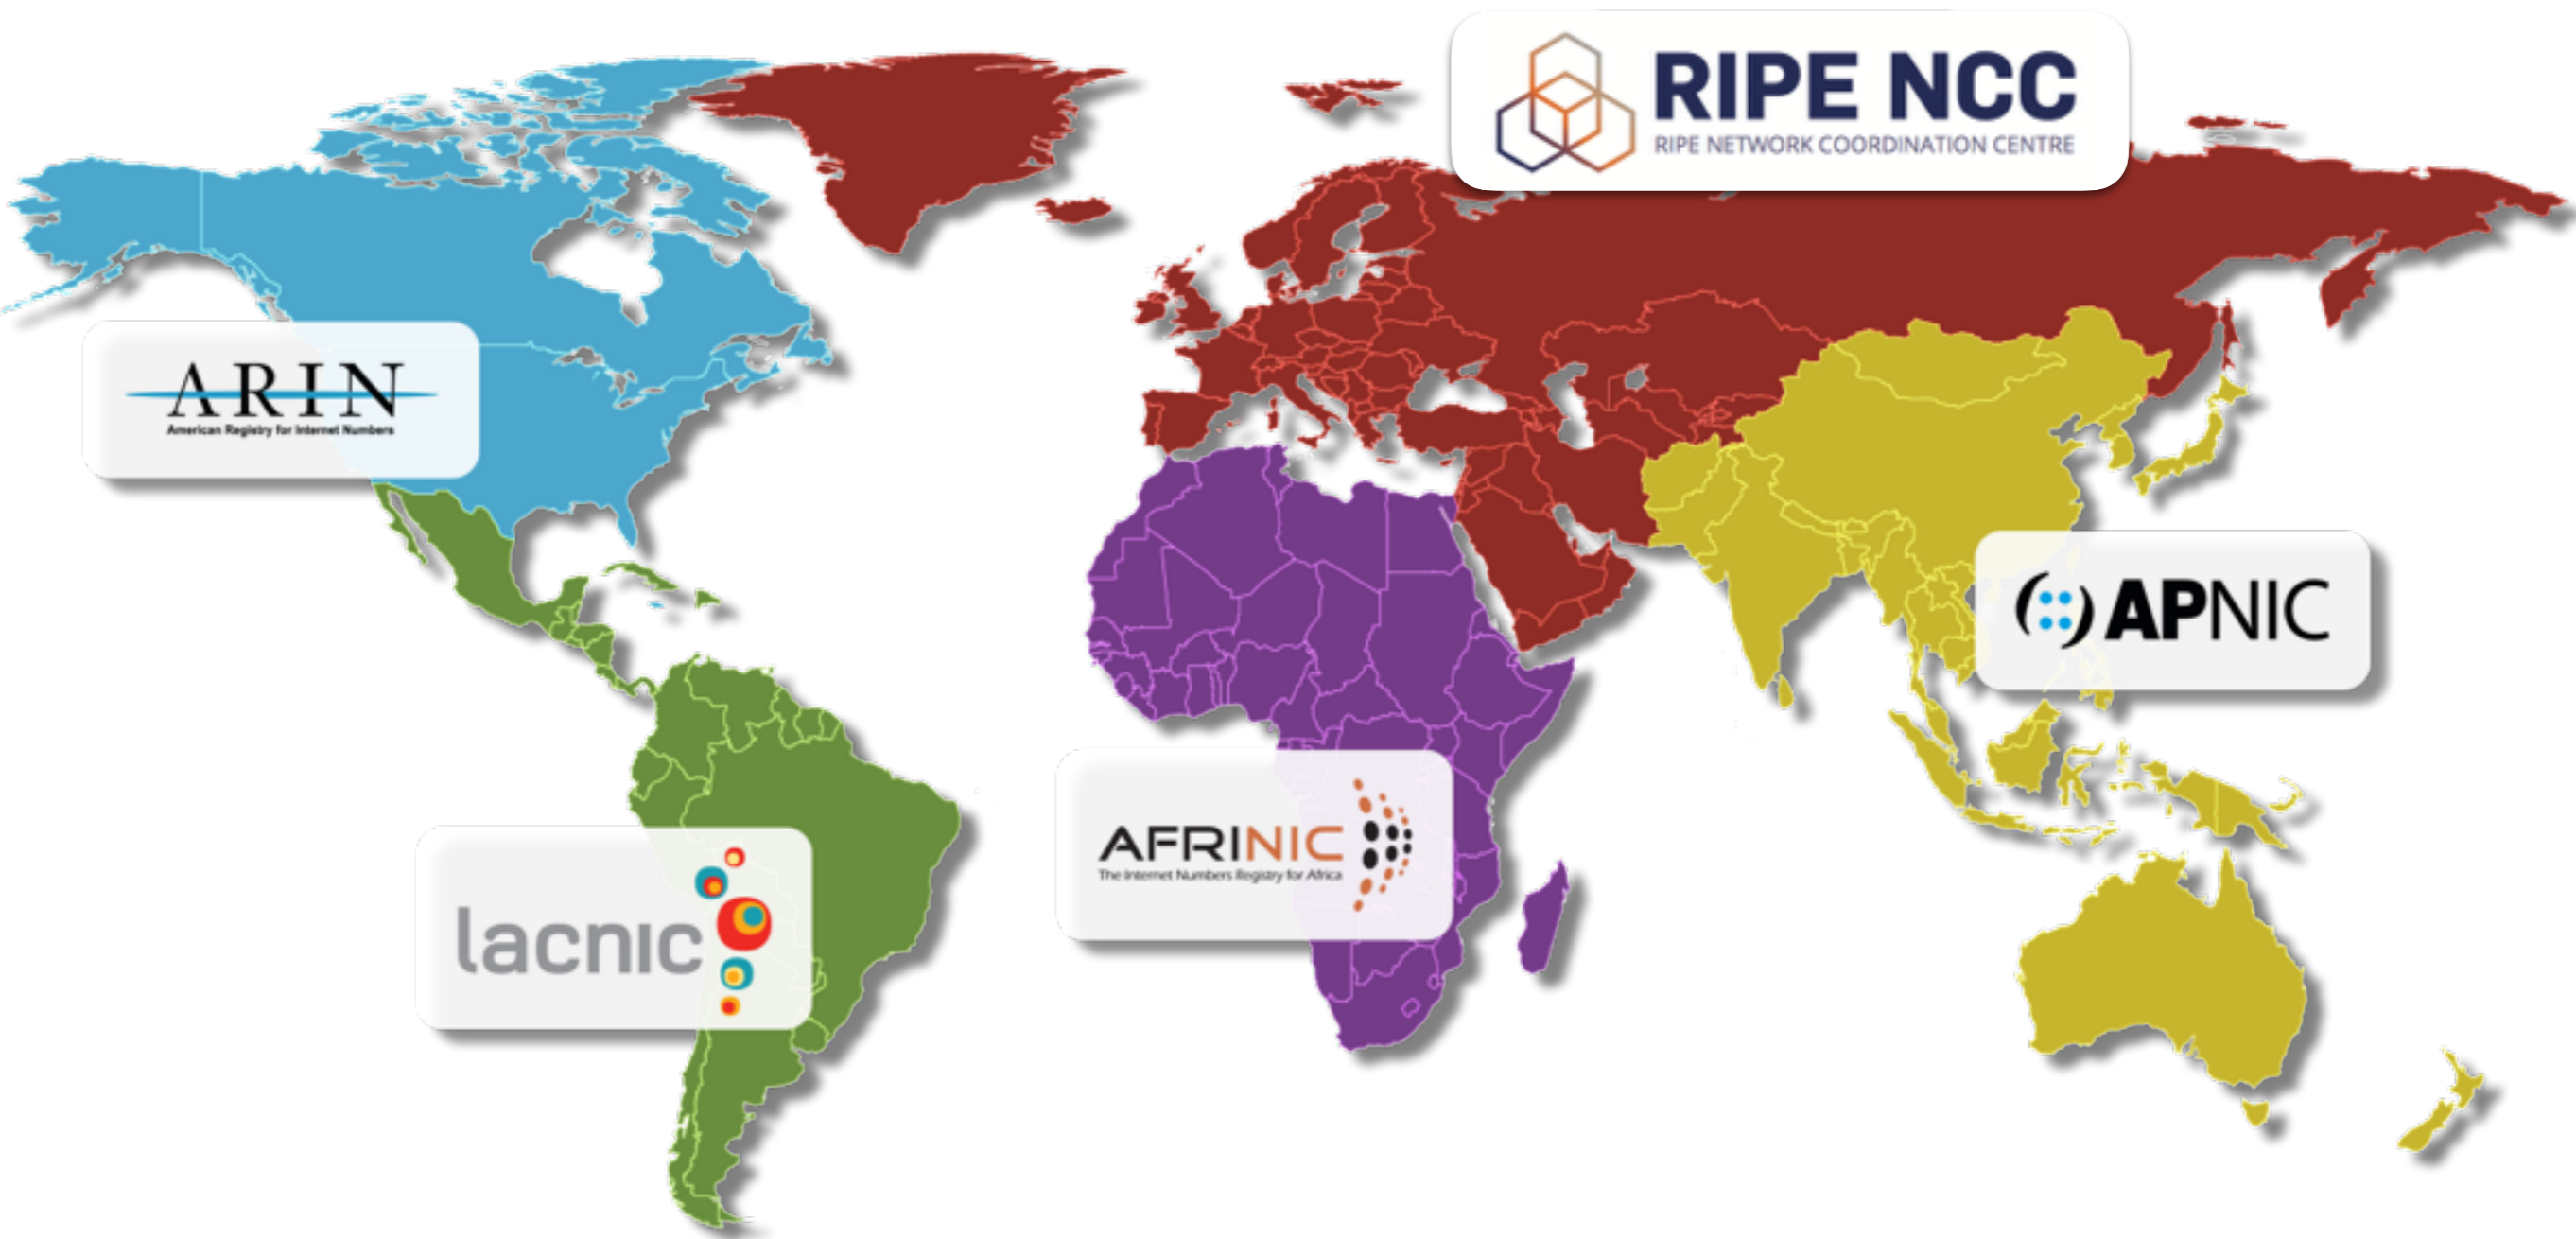 RIPE NCC
RIPE NETWORK COORDINATION CENTRE
ARIN
American Registry for Internet Numbers
APNIC
AFRINIC
The Internet Numbers Registry for Africa
lacnic